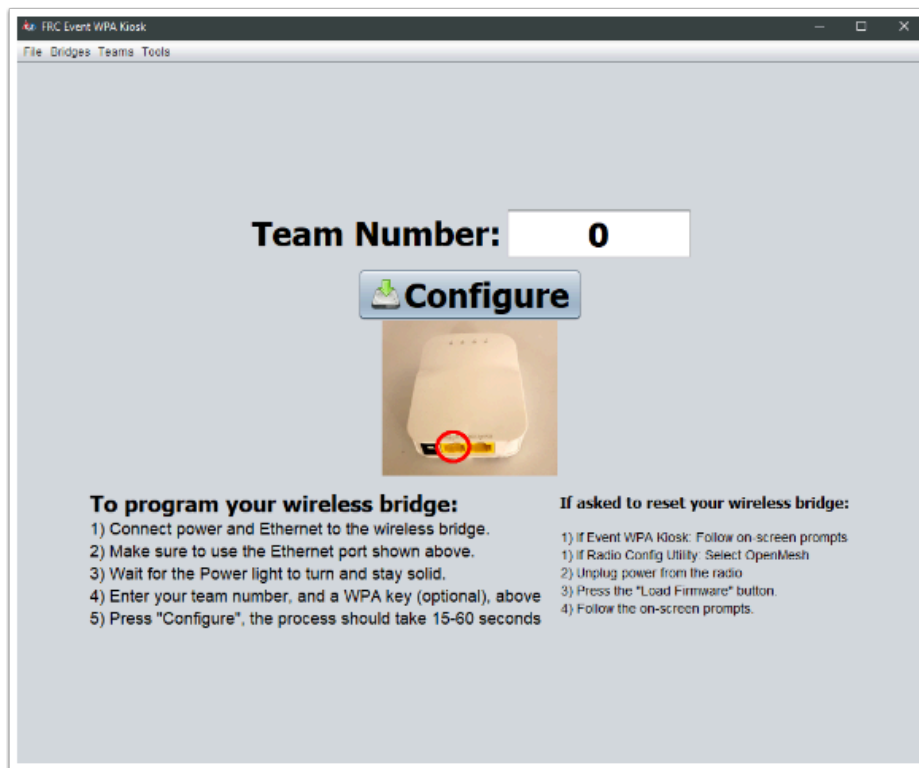 FRC Event WPA Kiosk
File Bridges Teams Tools
Team Number: 0
Configure
To program your wireless bridge:
1) Connect power and Ethernet to the wireless bridge.
2) Make sure to use the Ethernet port shown above.
3) Wait for the Power light to turn and stay solid.
4) Enter your team number, and a WPA key (optional), above
5) Press "Configure", the process should take 15-60 seconds
If asked to reset your wireless bridge:
1) If Event WPA Kiosk: Follow on-screen prompts
1) If Radio Config Utility: Select OpenMesh
2) Unplug power from the radio
3) Press the "Load Firmware" button.
4) Follow the on-screen prompts.